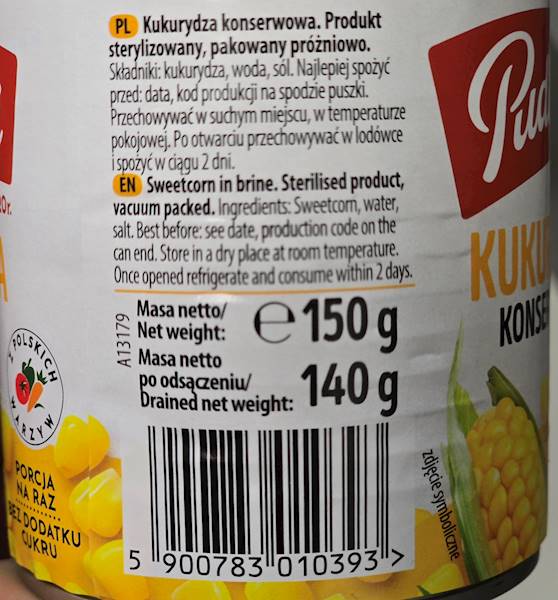 PL Kukurydza konserwowa. Produkt
sterylizowany, pakowany próżniowo.
Składniki: kukurydza, woda, sól. Najlepiej spożyć
przed: data, kod produkcji na spodzie puszki.
Przechowywać w suchym miejscu, w temperaturze
pokojowej. Po otwarciu przechowywać w lodówce
i spożyć w ciągu 2 dni.
EN Sweetcorn in brine. Sterilised product,
vacuum packed. Ingredients: Sweetcorn, water,
salt. Best before: see date, production code on the
can end. Store in a dry place at room temperature.
Once opened refrigerate and consume within 2 days.
A13179
Masa netto/
Net weight: e 150 g
Masa netto
po odsączeniu/
Drained net weight: 140 g
5 900783 010393 >
Z POLSKICH
WARZYW
PORCJA
NA RAZ
BEZ DODATKU
CUKRU
Pud
KUKU
KONSE
zdjęcie symboliczne